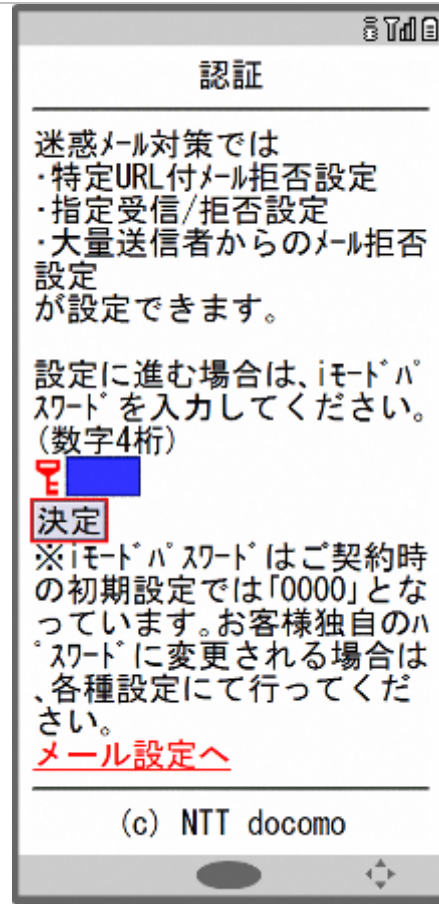 認証
迷惑ﾒｰﾙ対策では
･特定URL付ﾒｰﾙ拒否設定
･指定受信/拒否設定
･大量送信者からのﾒｰﾙ拒否
設定
が設定できます。
設定に進む場合は､iﾓｰﾄﾞﾊﾟ
ｽﾜｰﾄﾞを入力してください。
(数字4桁)
決定
※iﾓｰﾄﾞﾊﾟｽﾜｰﾄﾞはご契約時
の初期設定では｢0000｣とな
っています｡お客様独自のﾊ
ﾟｽﾜｰﾄﾞに変更される場合は
､各種設定にて行ってくだ
さい。
メール設定へ
(c) NTT docomo